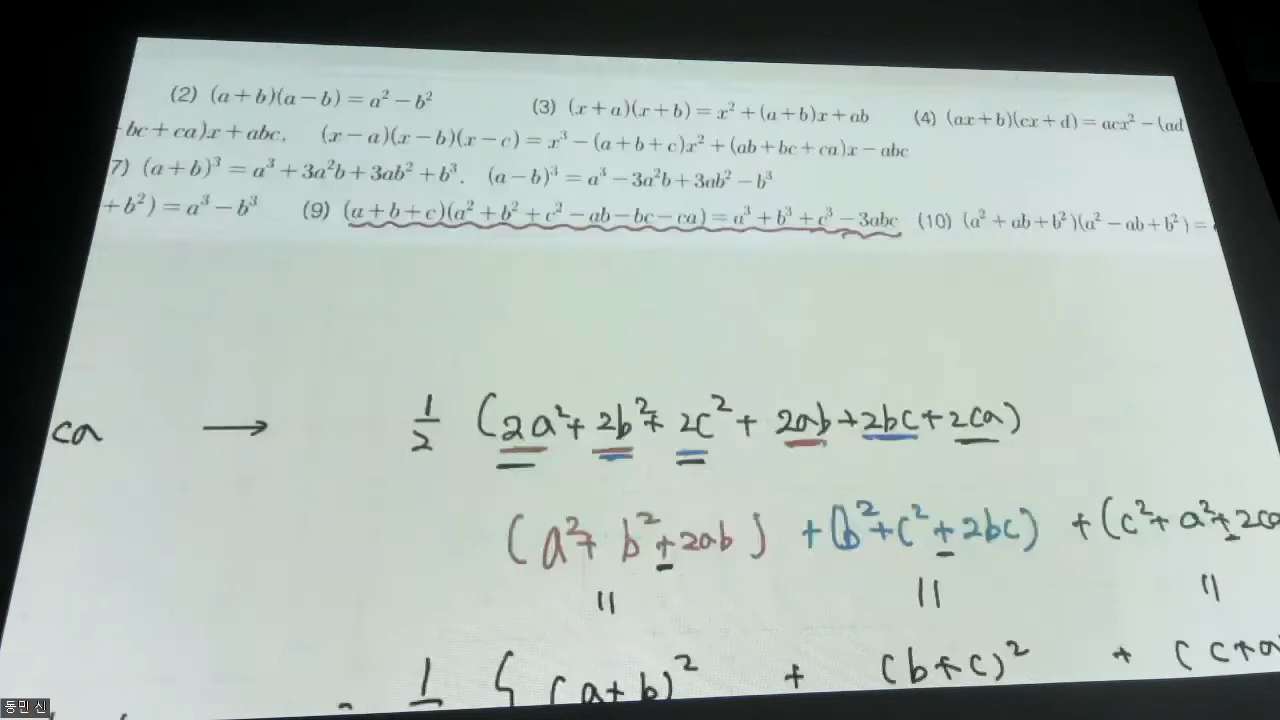 (2) (a+b)(a−b)=a²−b² (3) (x+a)(x+b)=x²+(a+b)x+ab (4) (ax+b)(cx+d)=acx²−(ad
bc+ca)x+abc, (x−a)(x−b)(x−c)=x³−(a+b+c)x²+(ab+bc+ca)x−abc
7) (a+b)³=a³+3a²b+3ab²+b³. (a−b)³=a³−3a²b+3ab²−b³
+b²)=a³−b³ (9) (a+b+c)(a²+b²+c²−ab−bc−ca)=a³+b³+c³−3abc (10) (a²+ab+b²)(a²−ab+b²)=
ca → 1/2 (2a²+2b²+2c²+2ab+2bc+2ca)
(a²+b²+2ab) +(b²+c²+2bc) +(c²+a²+2ca
= = =
1 { (a+b)² + (b+c)² + (c+a
동민 신